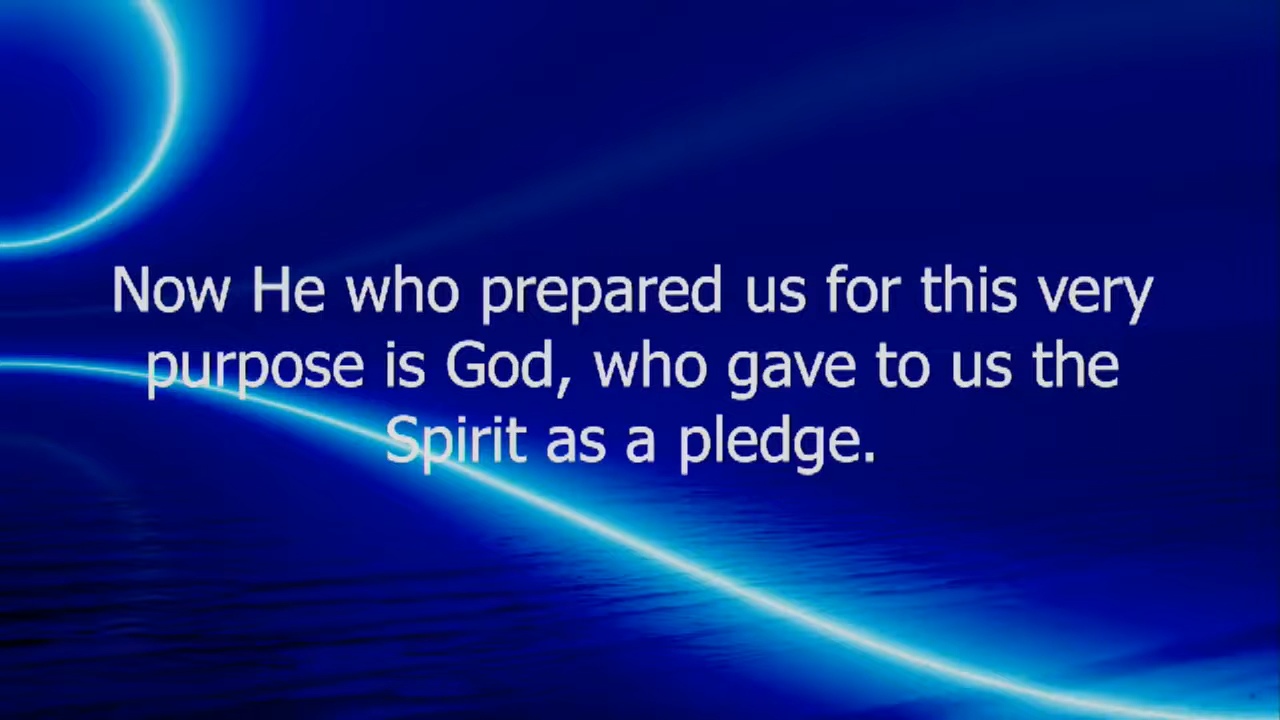 Now He who prepared us for this very
purpose is God, who gave to us the
Spirit as a pledge.